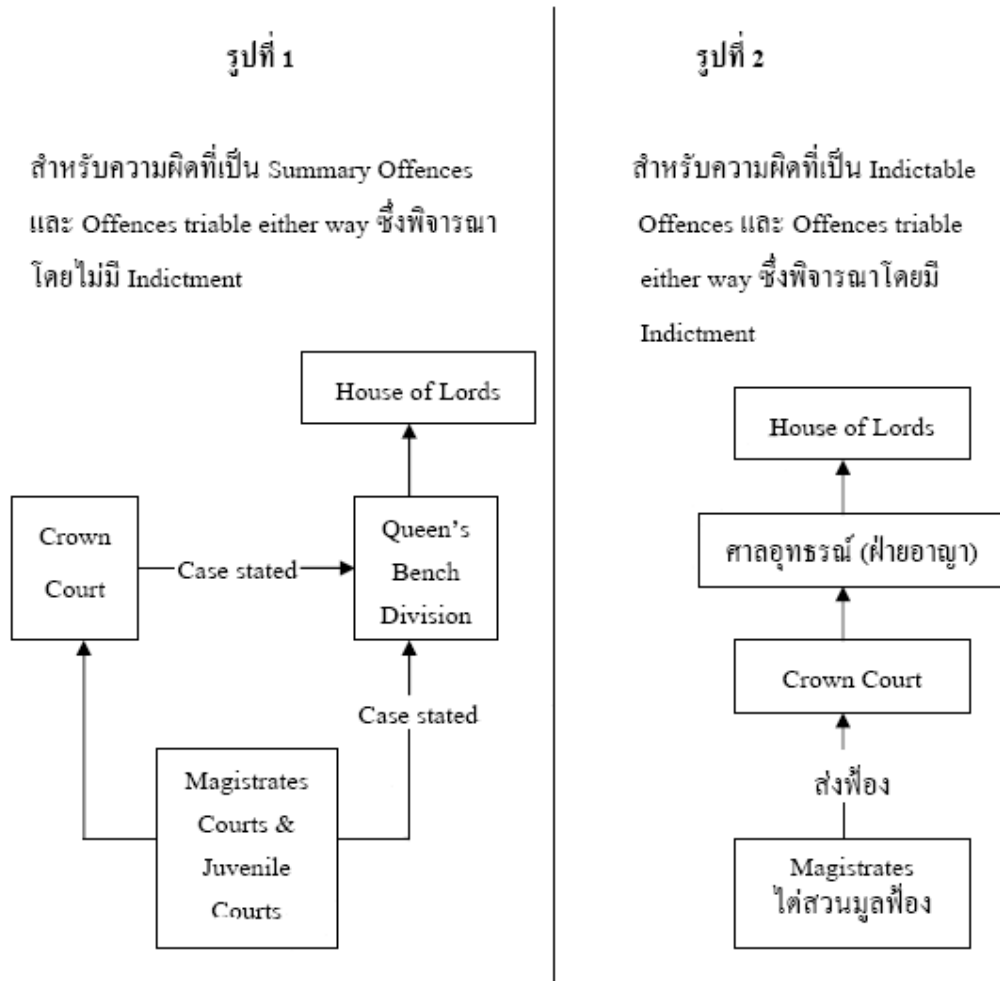 รูปที่ 1
สำหรับความผิดที่เป็น Summary Offences
และ Offences triable either way ซึ่งพิจารณา
โดยไม่มี Indictment
House of Lords
Crown
Court
Case stated
Queen's
Bench
Division
Case stated
Magistrates
Courts &
Juvenile
Courts
รูปที่ 2
สำหรับความผิดที่เป็น Indictable
Offences และ Offences triable
either way ซึ่งพิจารณาโดยมี
Indictment
House of Lords
ศาลอุทธรณ์ (ฝ่ายอาญา)
Crown Court
ส่งฟ้อง
Magistrates
ไต่สวนมูลฟ้อง